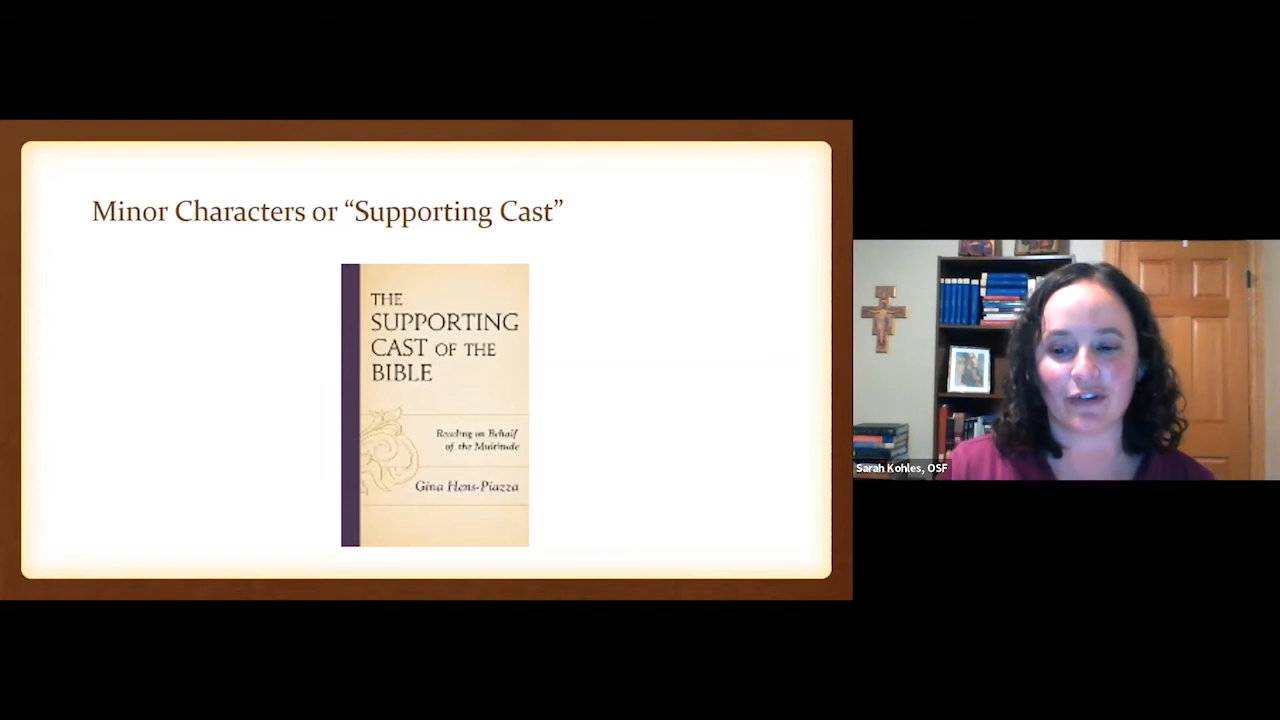 Minor Characters or “Supporting Cast”
THE
SUPPORTING
CAST OF THE
BIBLE
Reading on Behalf
of the Multitude
Gina Hens-Piazza
Sarah Kohles, OSF